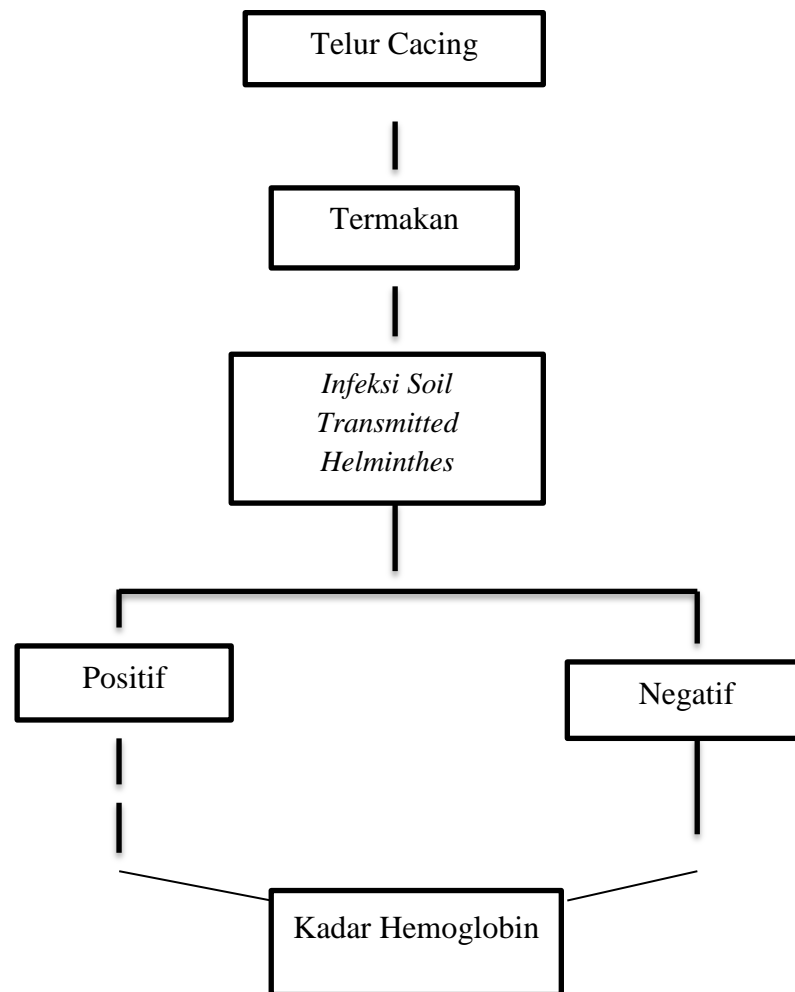 Telur Cacing
Termakan
Infeksi Soil
Transmitted
Helminthes
Positif
Negatif
Kadar Hemoglobin